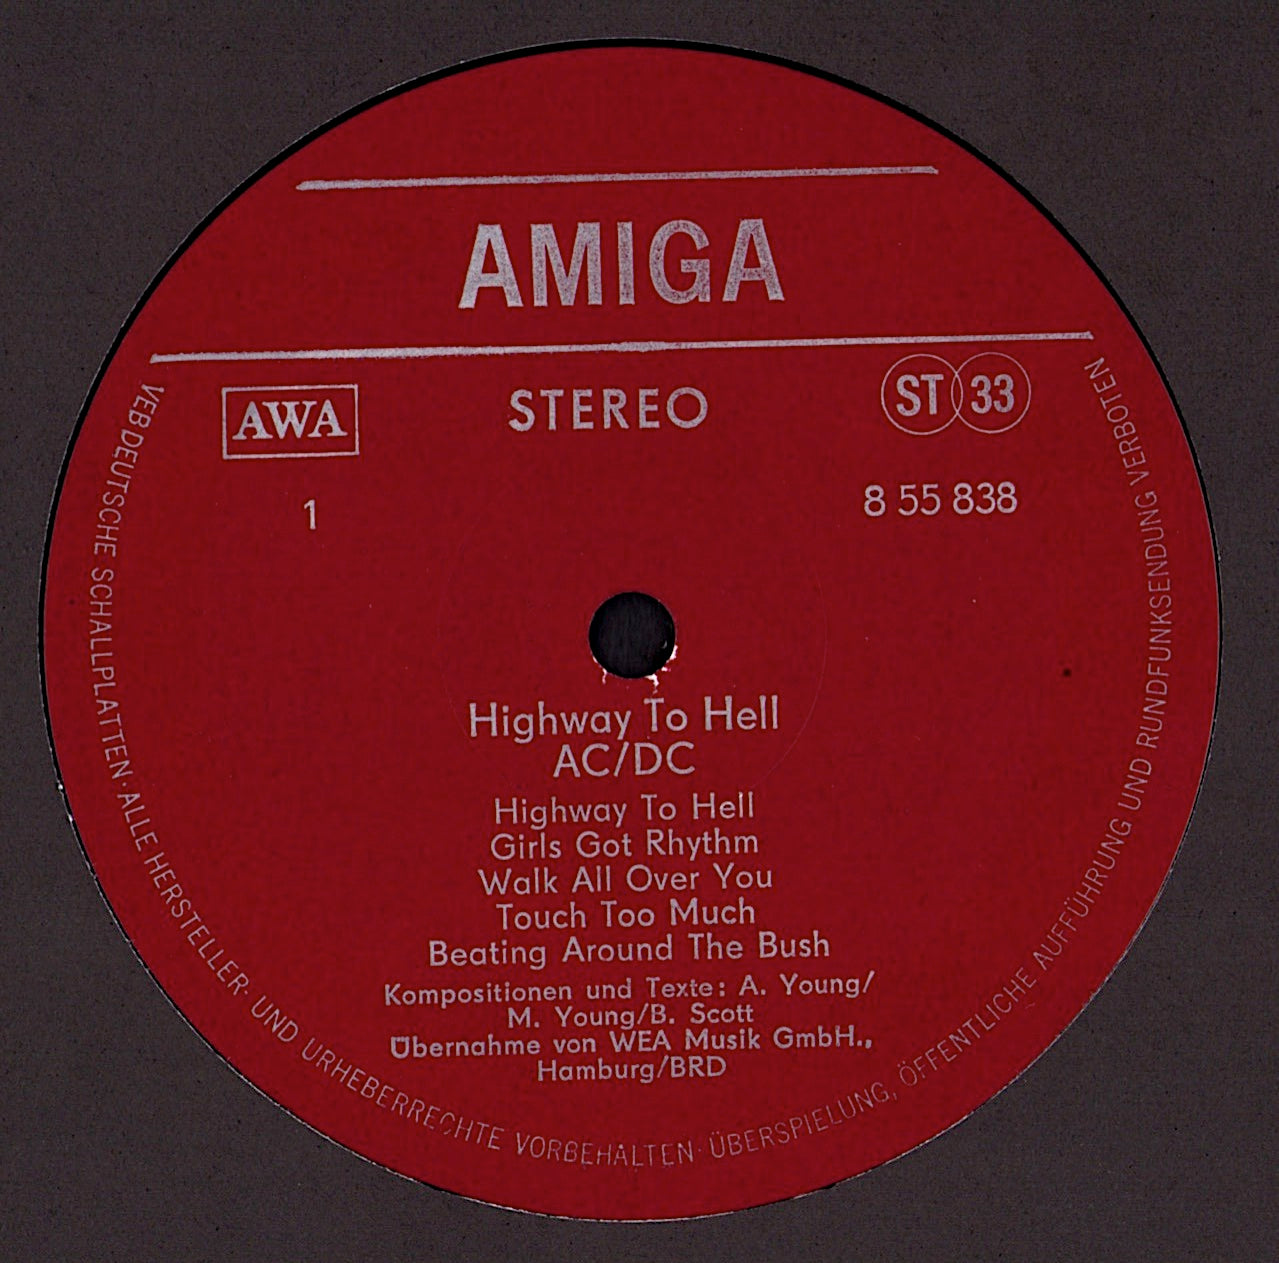 AMIGA
AWA
STEREO
ST 33
1
8 55 838
Highway To Hell
AC/DC
Highway To Hell
Girls Got Rhythm
Walk All Over You
Touch Too Much
Beating Around The Bush
Kompositionen und Texte: A. Young/
M. Young/B. Scott
Übernahme von WEA Musik GmbH.,
Hamburg/BRD
VEB DEUTSCHE SCHALLPLATTEN · ALLE HERSTELLER- UND URHEBERRECHTE VORBEHALTEN · ÜBERSPIELUNG, ÖFFENTLICHE AUFFÜHRUNG UND RUNDFUNKSENDUNG VERBOTEN